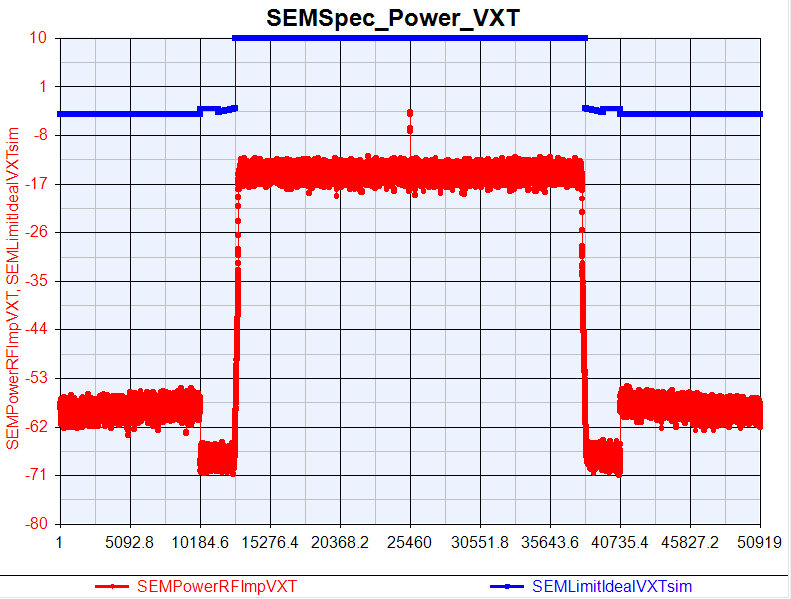 SEMSpec_Power_VXT
10
1
-8
-17
-26
-35
-44
-53
-62
-71
-80
SEMPowerRFImpVXT, SEMLimitIdealVXTsim
1 5092.8 10184.6 15276.4 20368.2 25460 30551.8 35643.6 40735.4 45827.2 50919
SEMPowerRFImpVXT SEMLimitIdealVXTsim